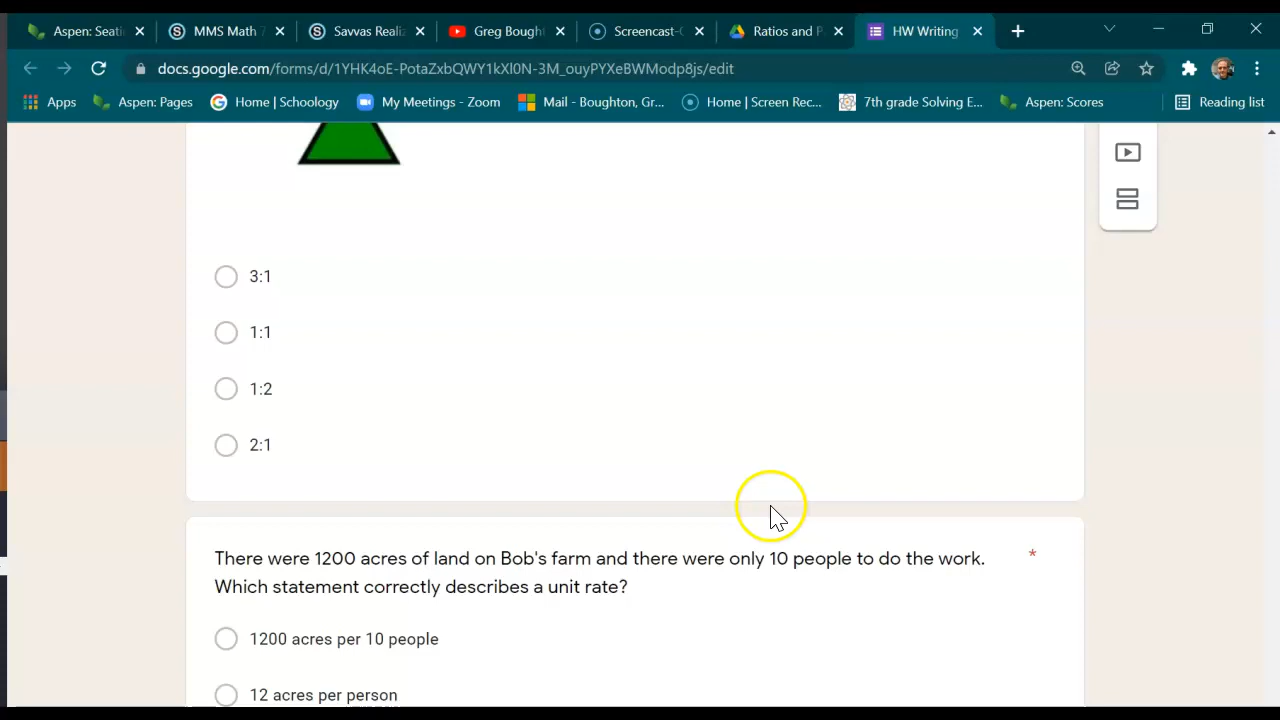 Aspen: Seati
MMS Math 7
Savvas Realiz
Greg Bought
Screencast-O
Ratios and P
HW Writing
docs.google.com/forms/d/1YHK4oE-PotaZxbQWY1kXl0N-3M_ouyPYXeBWModp8js/edit
Apps
Aspen: Pages
Home | Schoology
My Meetings - Zoom
Mail - Boughton, Gr...
Home | Screen Rec...
7th grade Solving E...
Aspen: Scores
Reading list
3:1
1:1
1:2
2:1
There were 1200 acres of land on Bob's farm and there were only 10 people to do the work. *
Which statement correctly describes a unit rate?
1200 acres per 10 people
12 acres per person